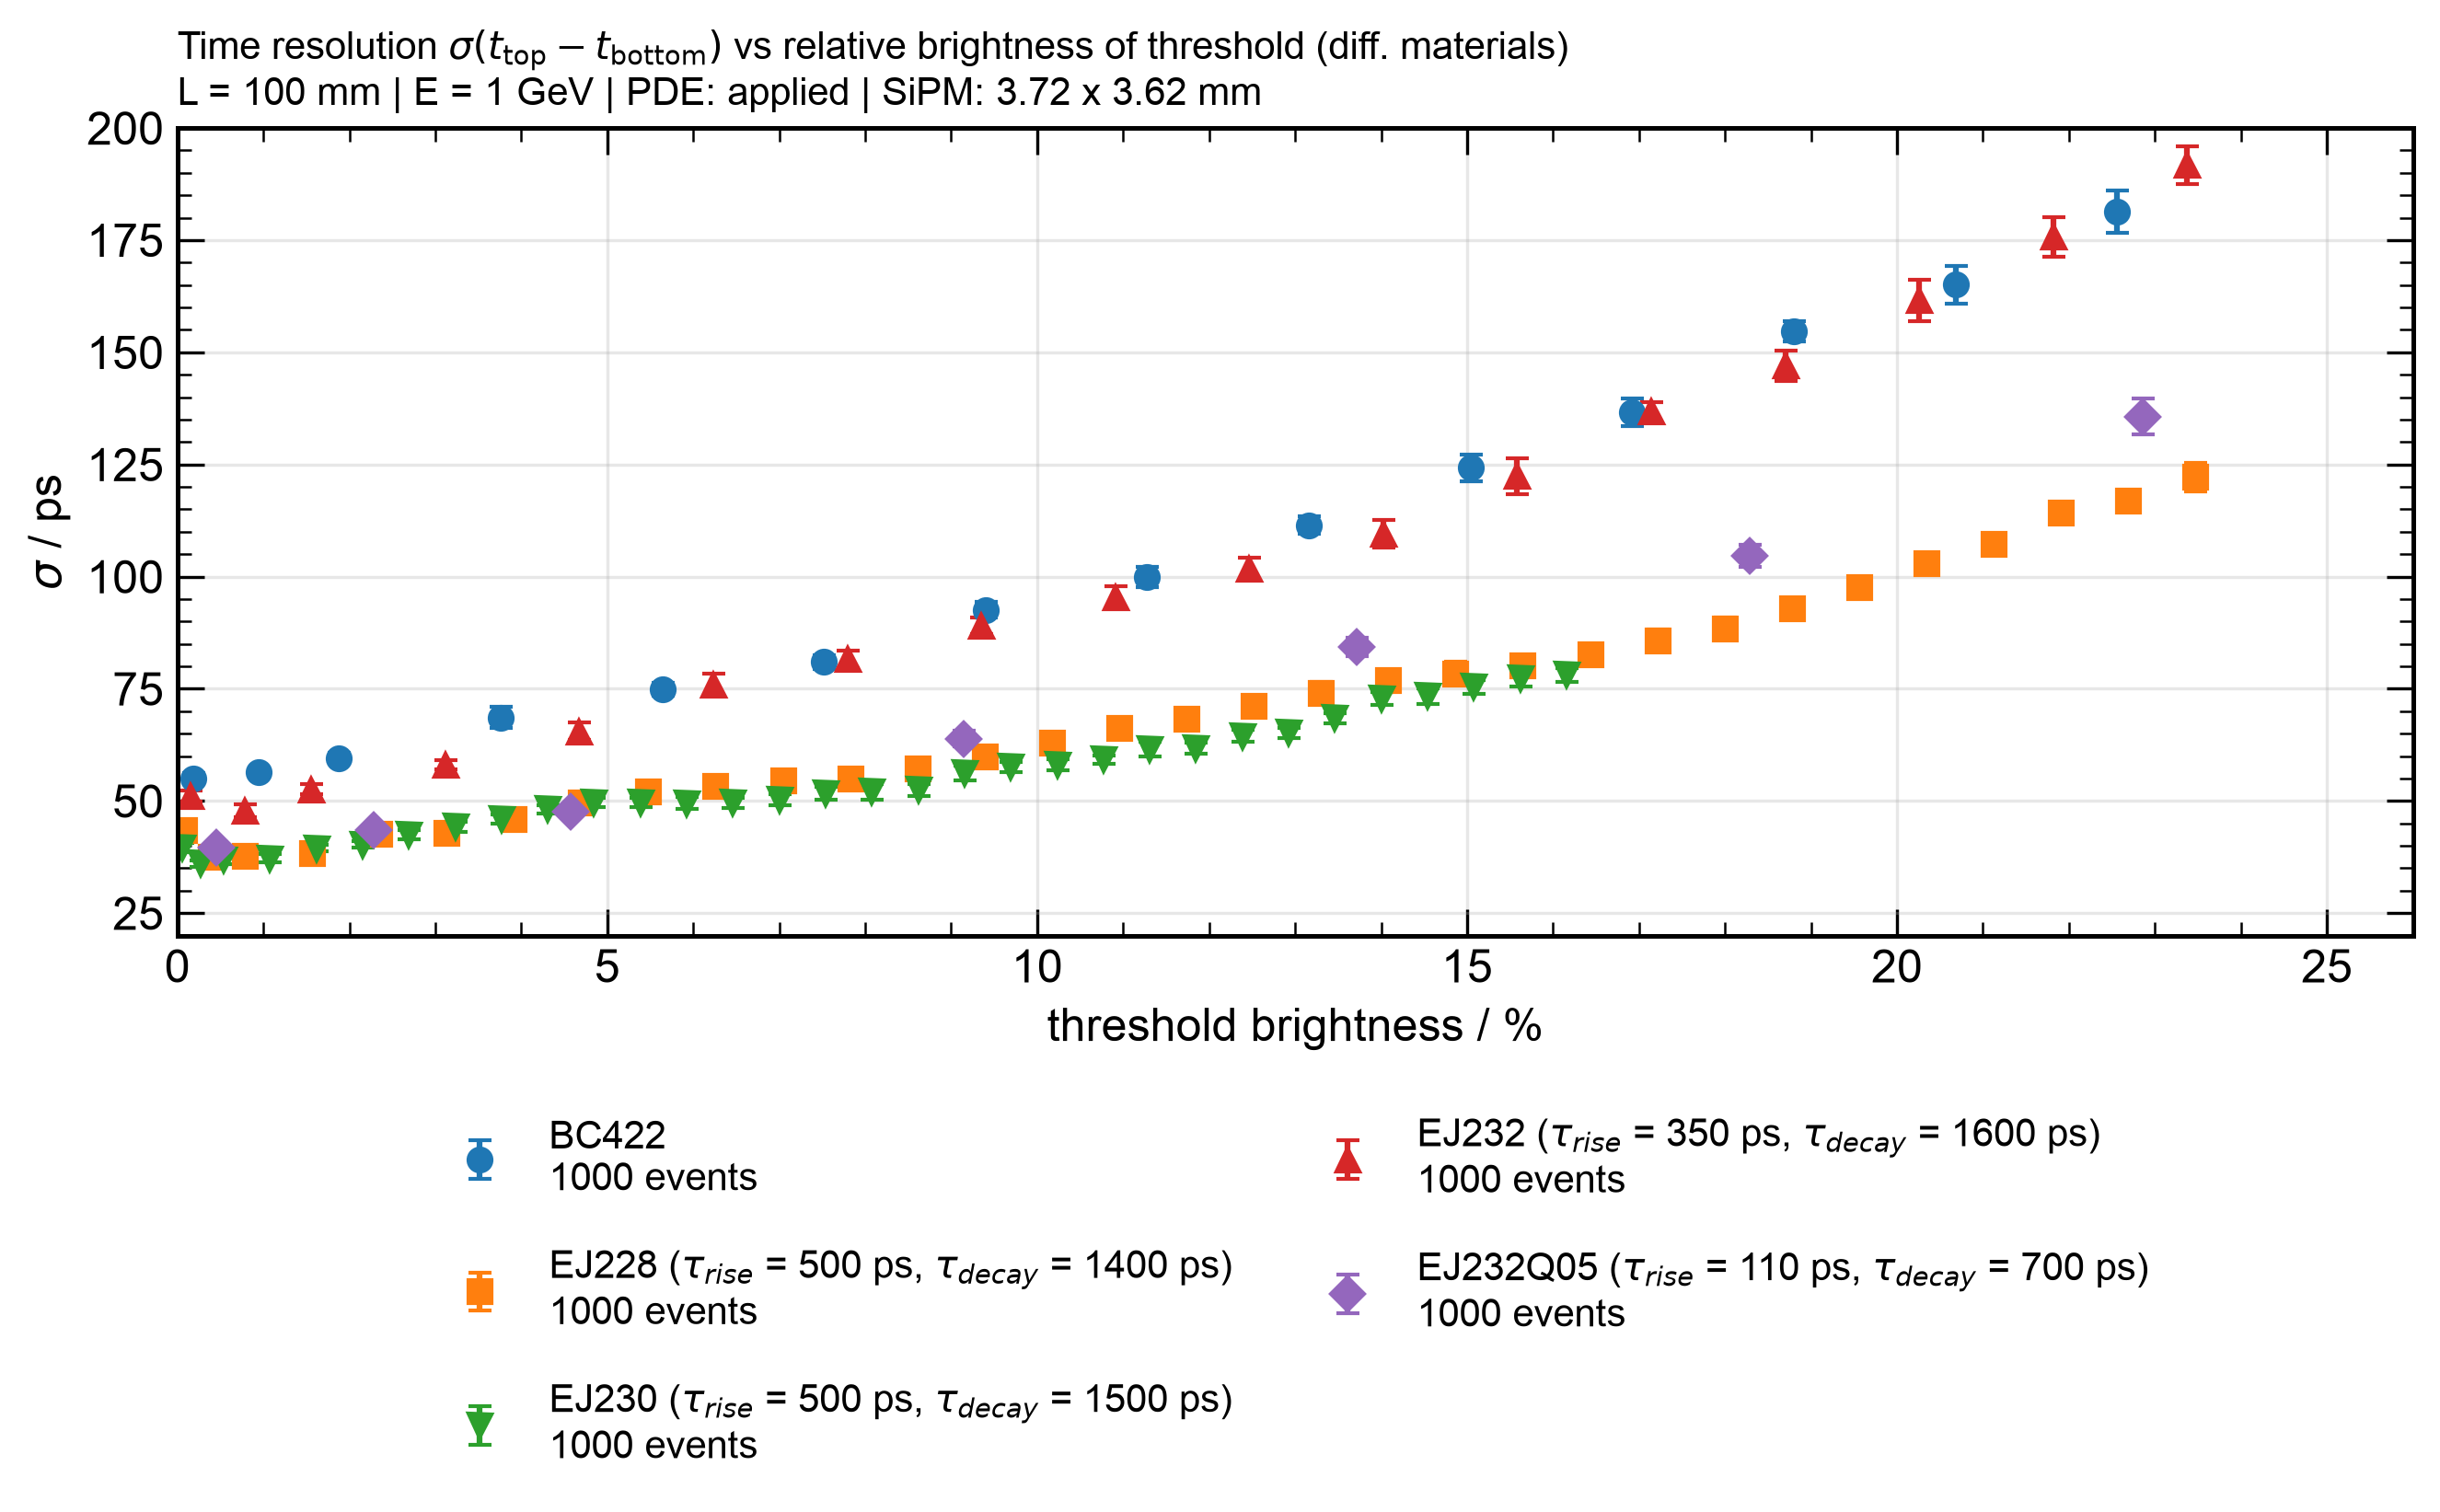 Time resolution σ(t_top − t_bottom) vs relative brightness of threshold (diff. materials)
L = 100 mm | E = 1 GeV | PDE: applied | SiPM: 3.72 x 3.62 mm
200
175
150
125
100
75
50
25
σ / ps
0 5 10 15 20 25
threshold brightness / %
BC422
1000 events
EJ228 (τ_rise = 500 ps, τ_decay = 1400 ps)
1000 events
EJ230 (τ_rise = 500 ps, τ_decay = 1500 ps)
1000 events
EJ232 (τ_rise = 350 ps, τ_decay = 1600 ps)
1000 events
EJ232Q05 (τ_rise = 110 ps, τ_decay = 700 ps)
1000 events